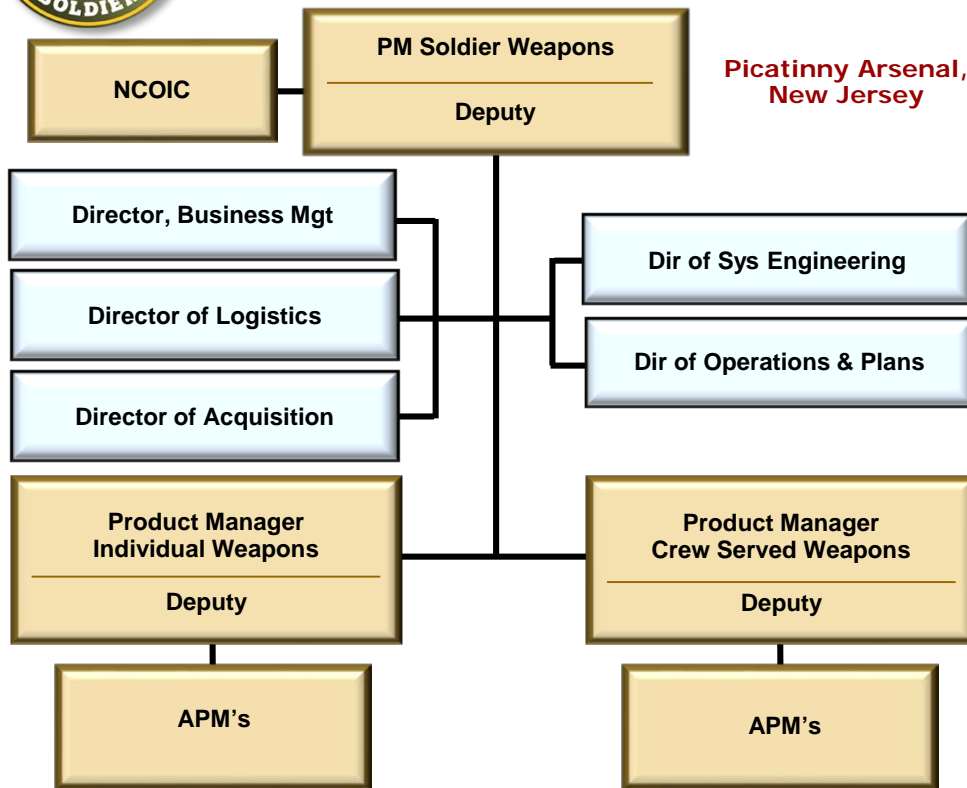 SOLDIER
PM Soldier Weapons
Deputy
NCOIC
Picatinny Arsenal,
New Jersey
Director, Business Mgt
Director of Logistics
Director of Acquisition
Dir of Sys Engineering
Dir of Operations & Plans
Product Manager
Individual Weapons
Deputy
APM’s
Product Manager
Crew Served Weapons
Deputy
APM’s